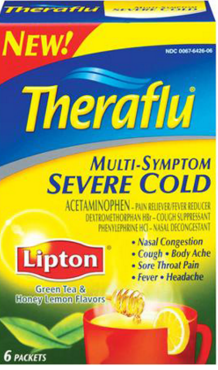 NEW!
NDC 0067-6426-06
Theraflu®
MULTI-SYMPTOM
SEVERE COLD
ACETAMINOPHEN - PAIN RELIEVER/FEVER REDUCER
DEXTROMETHORPHAN HBr - COUGH SUPPRESSANT
PHENYLEPHRINE HCl - NASAL DECONGESTANT
• Nasal Congestion
• Cough • Body Ache
• Sore Throat Pain
• Fever • Headache
Lipton
Green Tea &
Honey Lemon Flavors
6 PACKETS